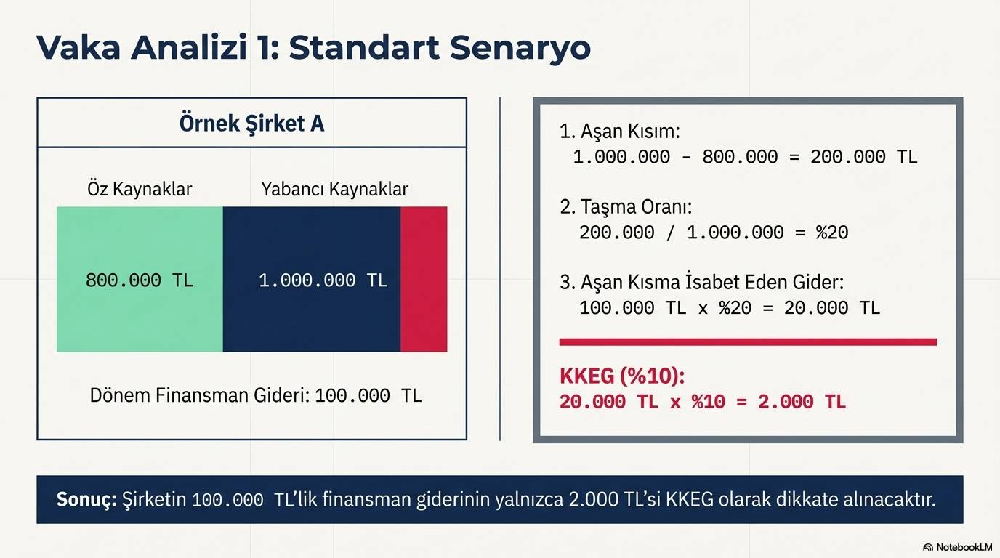 Vaka Analizi 1: Standart Senaryo
Örnek Şirket A
Öz Kaynaklar
Yabancı Kaynaklar
800.000 TL
1.000.000 TL
Dönem Finansman Gideri: 100.000 TL
1. Aşan Kısım:
1.000.000 - 800.000 = 200.000 TL
2. Taşma Oranı:
200.000 / 1.000.000 = %20
3. Aşan Kısma İsabet Eden Gider:
100.000 TL x %20 = 20.000 TL
KKEG (%10):
20.000 TL x %10 = 2.000 TL
Sonuç: Şirketin 100.000 TL'lik finansman giderinin yalnızca 2.000 TL'si KKEG olarak dikkate alınacaktır.
NotebookLM